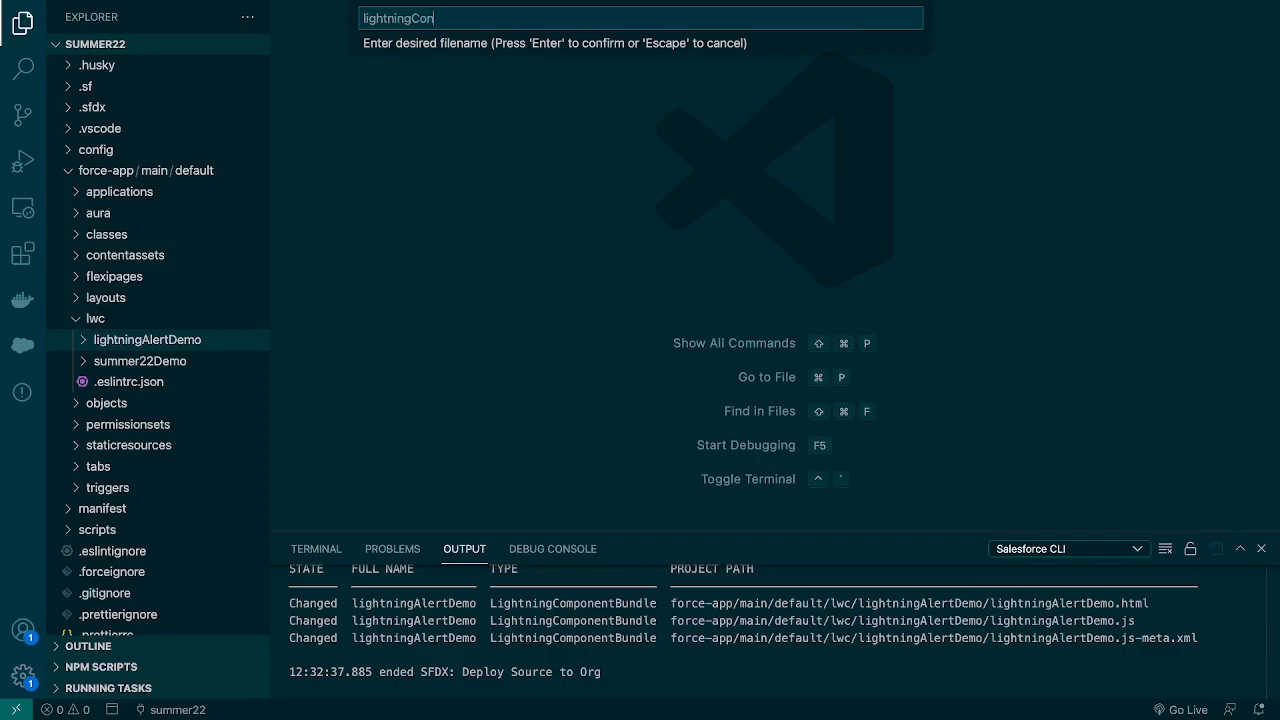 EXPLORER
SUMMER22
.husky
.sf
.sfdx
.vscode
config
force-app / main / default
applications
aura
classes
contentassets
flexipages
layouts
lwc
lightningAlertDemo
summer22Demo
.eslintrc.json
objects
permissionsets
staticresources
tabs
triggers
manifest
scripts
.eslintignore
.forceignore
.gitignore
.prettierignore
{} .prettierrc
OUTLINE
NPM SCRIPTS
RUNNING TASKS
lightningCon
Enter desired filename (Press 'Enter' to confirm or 'Escape' to cancel)
Show All Commands ⇧ ⌘ P
Go to File ⌘ P
Find in Files ⇧ ⌘ F
Start Debugging F5
Toggle Terminal ^ `
TERMINAL PROBLEMS OUTPUT DEBUG CONSOLE Salesforce CLI
STATE FULL NAME TYPE PROJECT PATH
Changed lightningAlertDemo LightningComponentBundle force-app/main/default/lwc/lightningAlertDemo/lightningAlertDemo.html
Changed lightningAlertDemo LightningComponentBundle force-app/main/default/lwc/lightningAlertDemo/lightningAlertDemo.js
Changed lightningAlertDemo LightningComponentBundle force-app/main/default/lwc/lightningAlertDemo/lightningAlertDemo.js-meta.xml
12:32:37.885 ended SFDX: Deploy Source to Org
1
1
0 0 summer22 Go Live